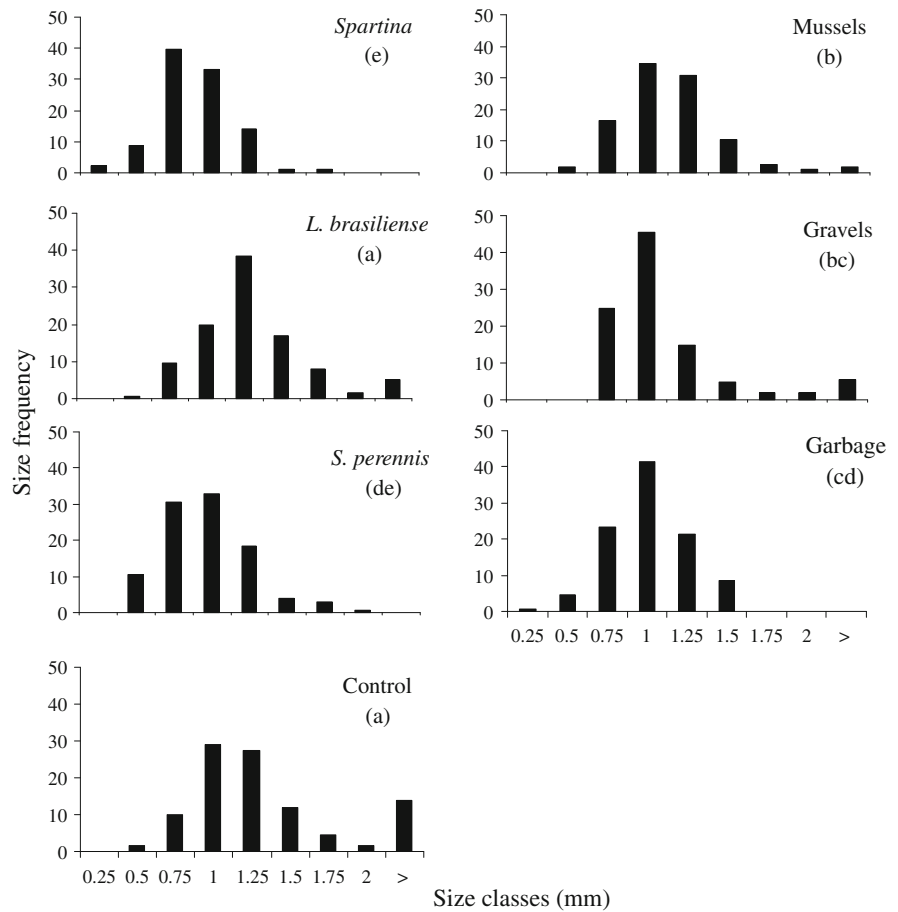 Spartina
(e)
50
40
30
20
10
0
Mussels
(b)
50
40
30
20
10
0
L. brasiliense
(a)
50
40
30
20
10
0
Gravels
(bc)
50
40
30
20
10
0
Size frequency
S. perennis
(de)
50
40
30
20
10
0
Garbage
(cd)
50
40
30
20
10
0
0.25 0.5 0.75 1 1.25 1.5 1.75 2 >
Control
(a)
50
40
30
20
10
0
0.25 0.5 0.75 1 1.25 1.5 1.75 2 >
Size classes (mm)